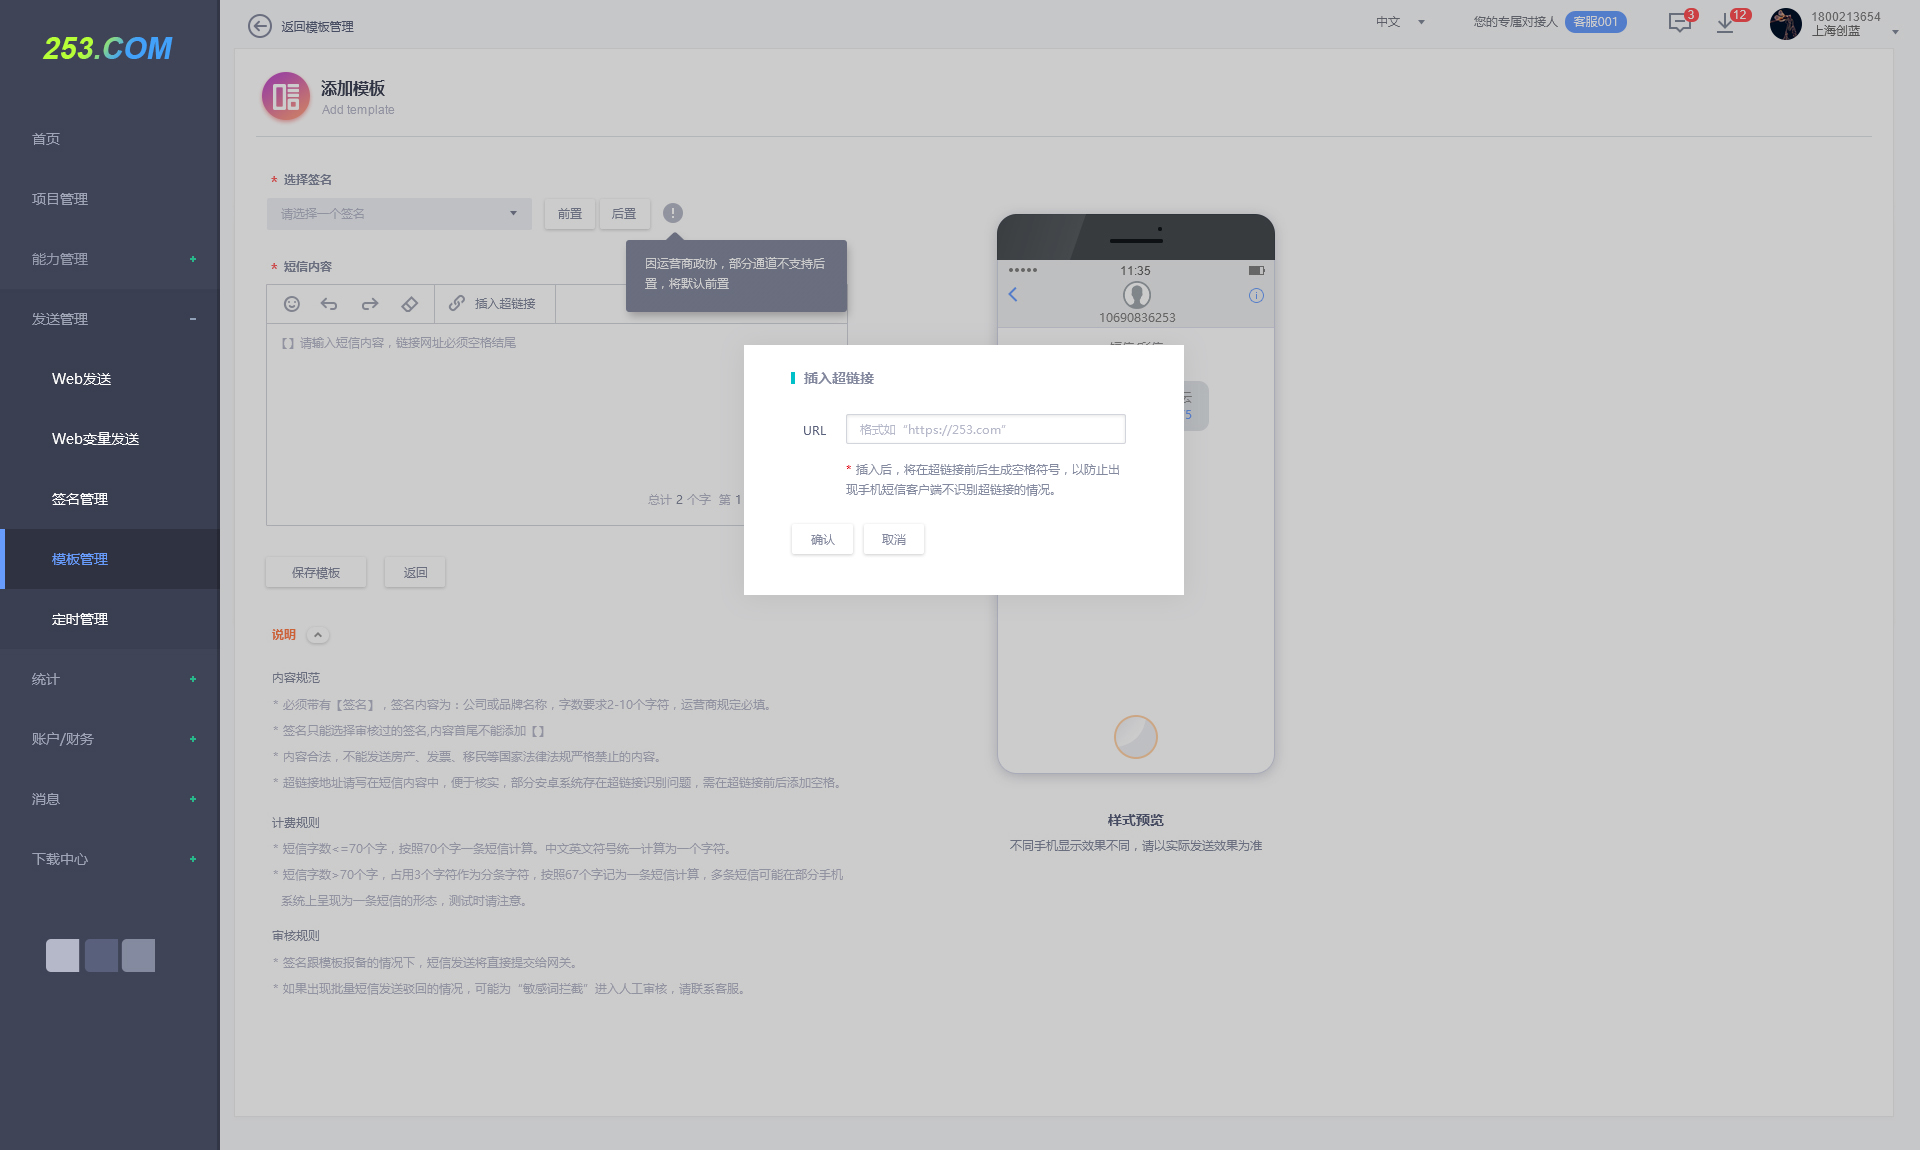 253.COM
首页
项目管理
能力管理
发送管理
Web发送
Web变量发送
签名管理
模板管理
定时管理
统计
账户/财务
消息
下载中心
返回模板管理
中文
您的专属对接人 客服001
3
12
1800213654
上海创蓝
添加模板
Add template
* 选择签名
请选择一个签名
前置
后置
因运营商政协，部分通道不支持后
置，将默认前置
* 短信内容
插入超链接
【】请输入短信内容，链接网址必须空格结尾
总计 2 个字 第 1
保存模板
返回
插入超链接
URL
格式如 “https://253.com”
* 插入后，将在超链接前后生成空格符号，以防止出
现手机短信客户端不识别超链接的情况。
确认
取消
11:35
10690836253
云
5
样式预览
不同手机显示效果不同，请以实际发送效果为准
说明
内容规范
* 必须带有【签名】，签名内容为：公司或品牌名称，字数要求2-10个字符，运营商规定必填。
* 签名只能选择审核过的签名,内容首尾不能添加【】
* 内容合法，不能发送房产、发票、移民等国家法律法规严格禁止的内容。
* 超链接地址请写在短信内容中，便于核实，部分安卓系统存在超链接识别问题，需在超链接前后添加空格。
计费规则
* 短信字数<=70个字，按照70个字一条短信计算。中文英文符号统一计算为一个字符。
* 短信字数>70个字，占用3个字符作为分条字符，按照67个字记为一条短信计算，多条短信可能在部分手机
系统上呈现为一条短信的形态，测试时请注意。
审核规则
* 签名跟模板报备的情况下，短信发送将直接提交给网关。
* 如果出现批量短信发送驳回的情况，可能为“敏感词拦截”进入人工审核，请联系客服。